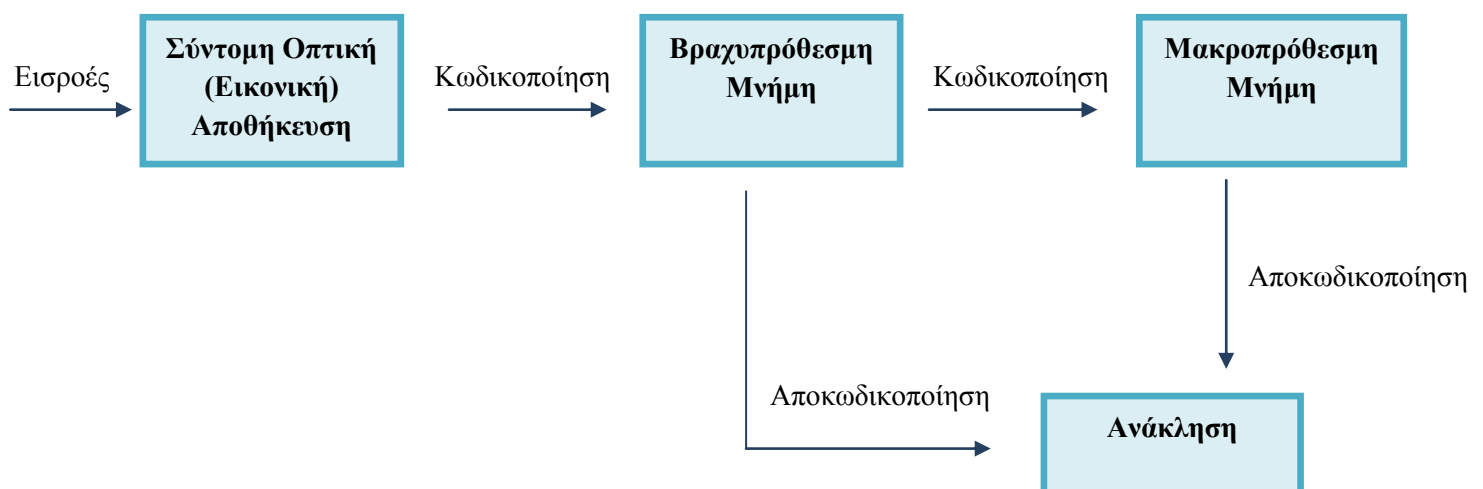 Εισροές
Σύντομη Οπτική
(Εικονική)
Αποθήκευση
Κωδικοποίηση
Βραχυπρόθεσμη
Μνήμη
Κωδικοποίηση
Μακροπρόθεσμη
Μνήμη
Αποκωδικοποίηση
Αποκωδικοποίηση
Ανάκληση